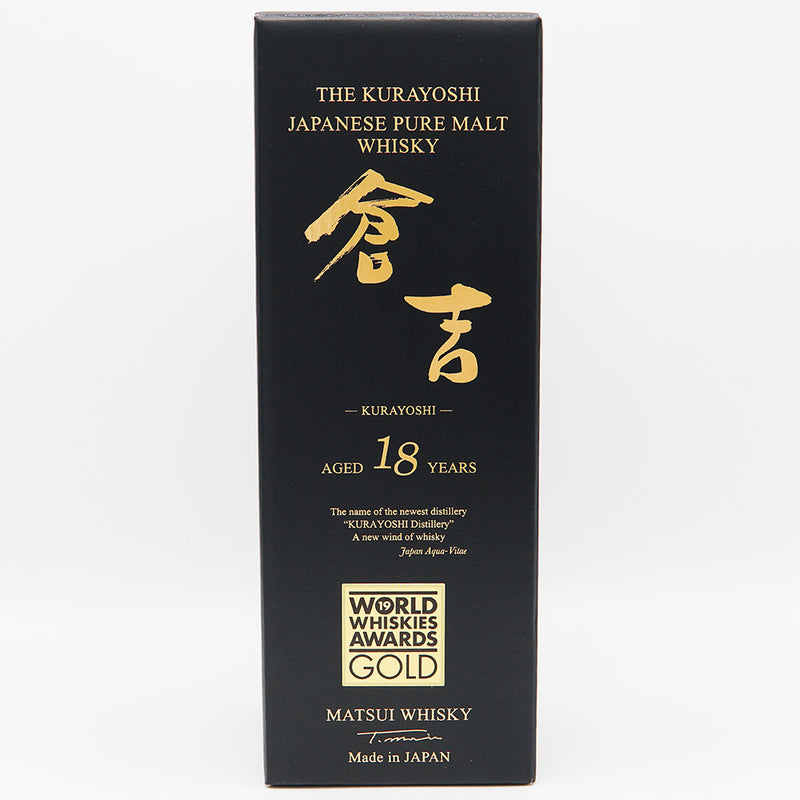 THE KURAYOSHI
JAPANESE PURE MALT
WHISKY
倉
吉
— KURAYOSHI —
AGED 18 YEARS
The name of the newest distillery
“KURAYOSHI Distillery”
A new wind of whisky
Japan Aqua-Vitae
WORLD
19
WHISKIES
AWARDS
GOLD
MATSUI WHISKY
Made in JAPAN